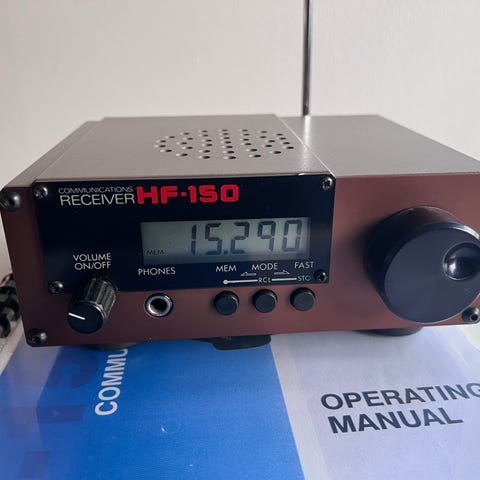 COMMUNICATIONS
RECEIVER HF·150
MEM 15.290
VOLUME
ON/OFF
PHONES
MEM MODE FAST
RCL STO
COMMU
OPERATING
MANUAL